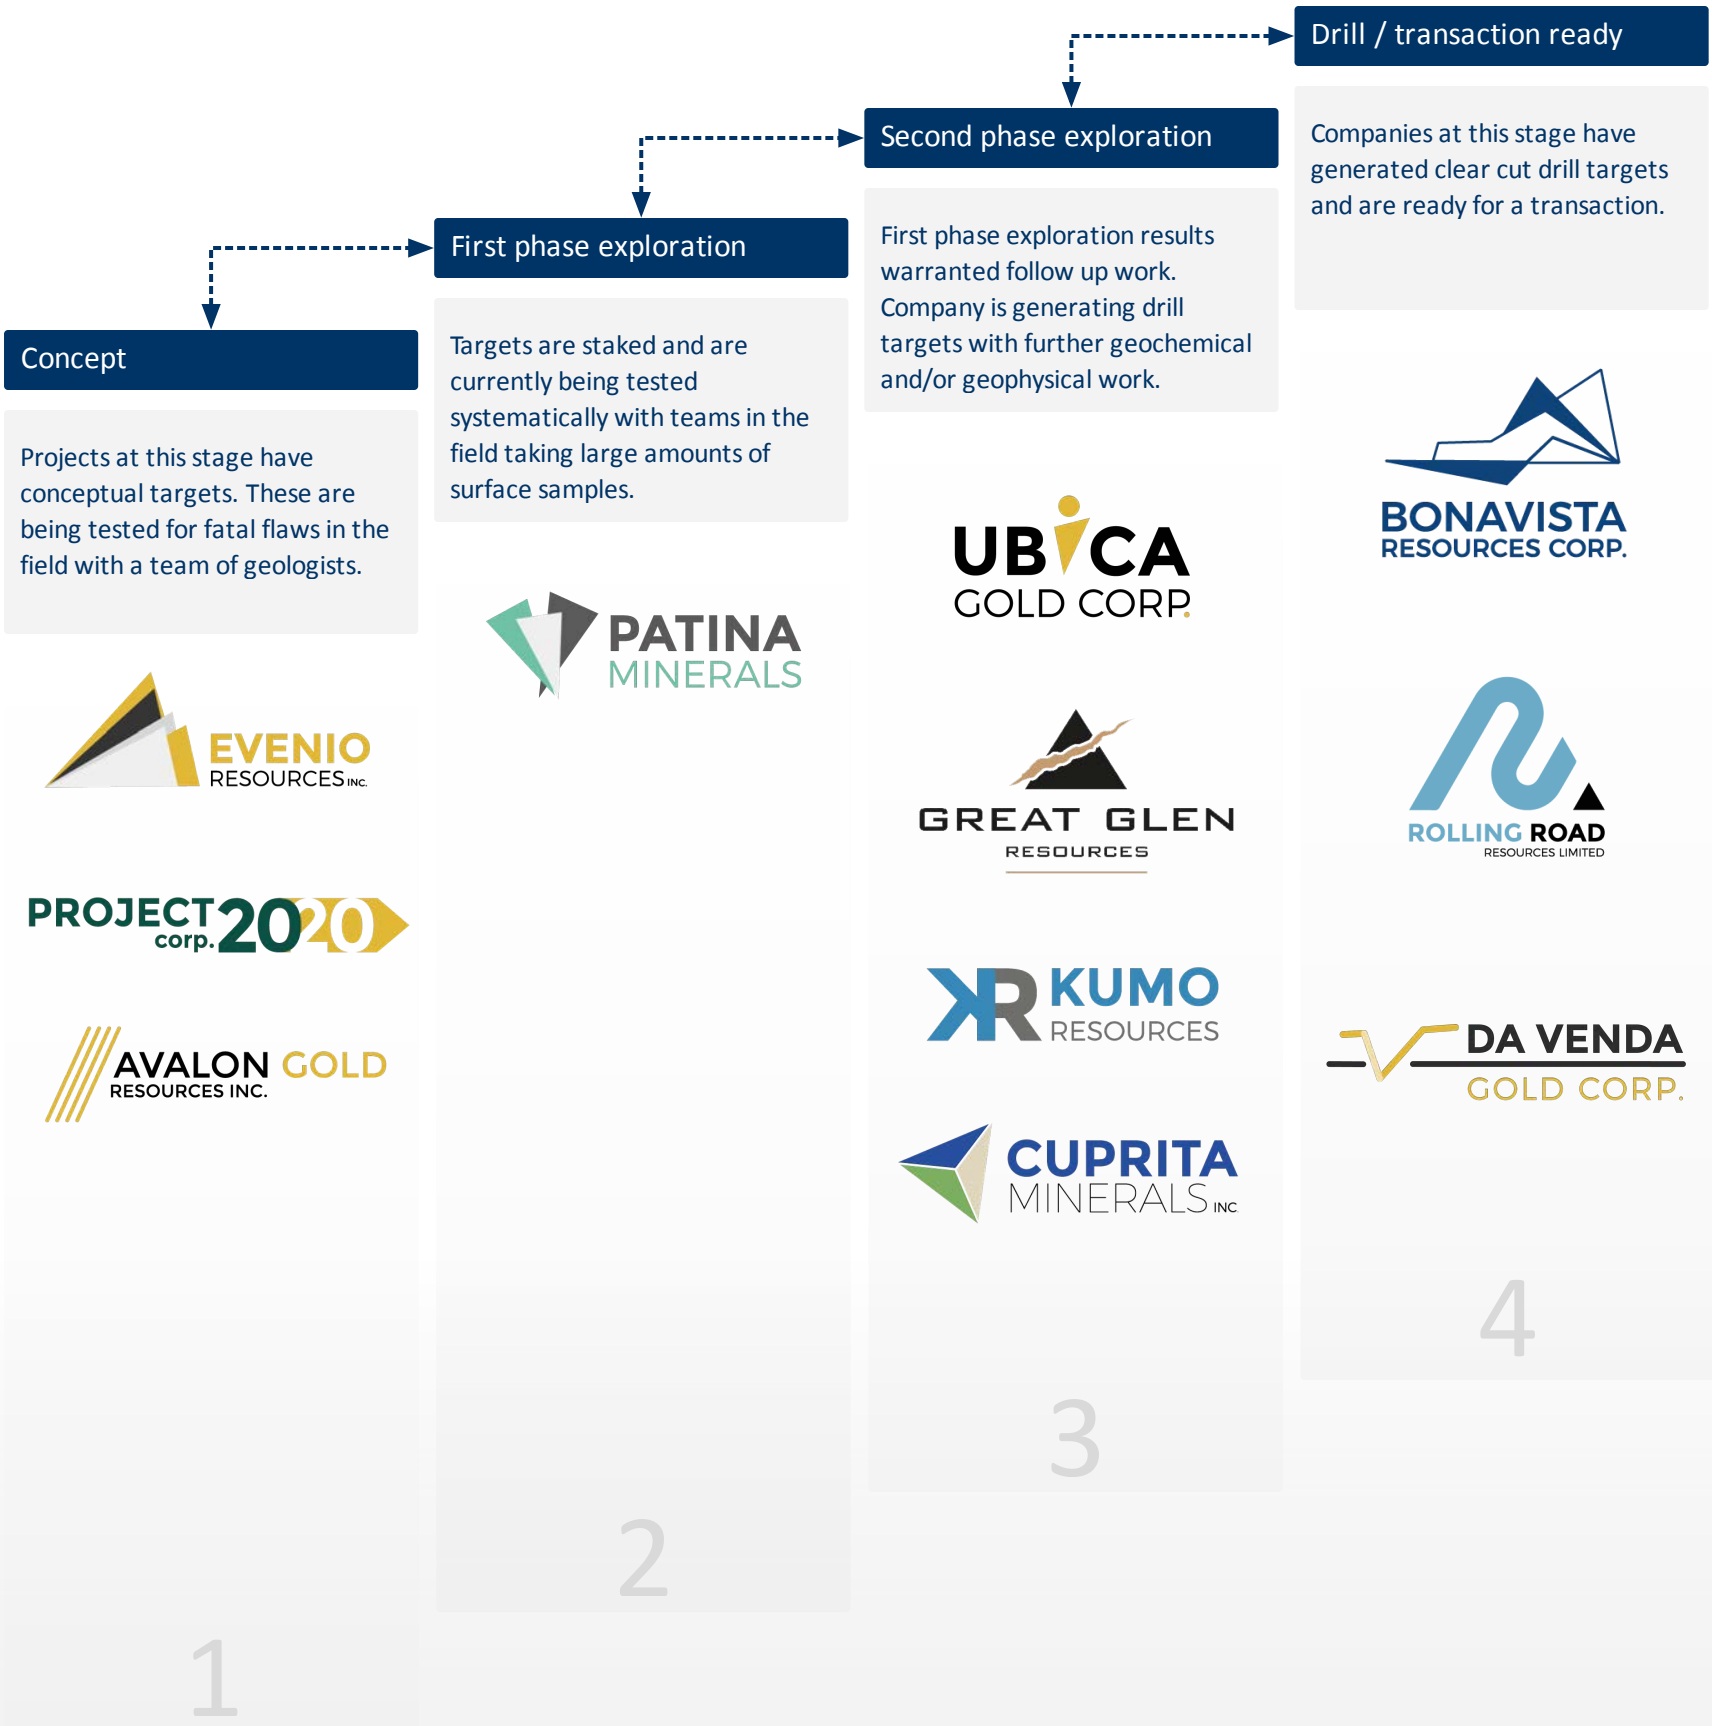 Concept
Projects at this stage have
conceptual targets. These are
being tested for fatal flaws in the
field with a team of geologists.
EVENIO
RESOURCES INC.
PROJECT 2020
corp.
AVALON GOLD
RESOURCES INC.
1
First phase exploration
Targets are staked and are
currently being tested
systematically with teams in the
field taking large amounts of
surface samples.
PATINA
MINERALS
2
Second phase exploration
First phase exploration results
warranted follow up work.
Company is generating drill
targets with further geochemical
and/or geophysical work.
UBICA
GOLD CORP.
GREAT GLEN
RESOURCES
KR KUMO
RESOURCES
CUPRITA
MINERALS INC
3
Drill / transaction ready
Companies at this stage have
generated clear cut drill targets
and are ready for a transaction.
BONAVISTA
RESOURCES CORP.
ROLLING ROAD
RESOURCES LIMITED
DA VENDA
GOLD CORP.
4